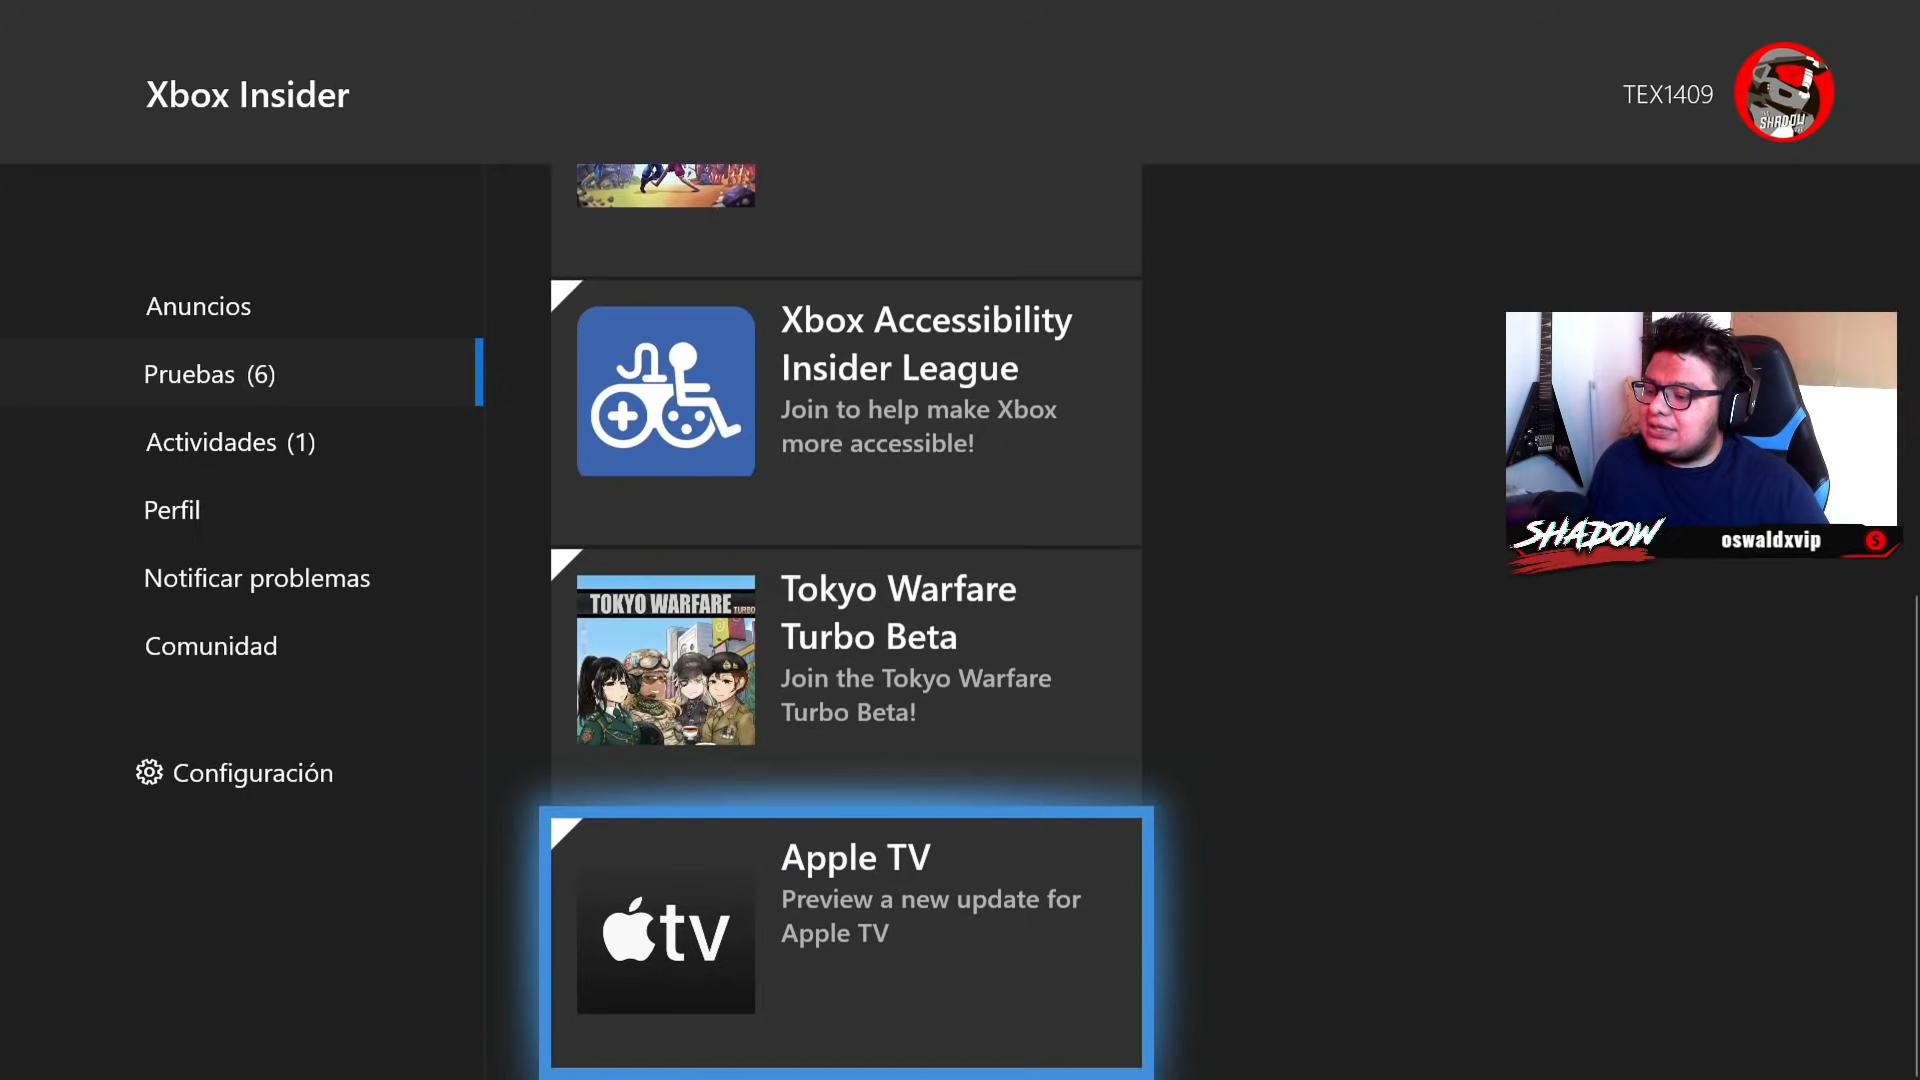 Xbox Insider
TEX1409
SHADOW
Anuncios
Pruebas (6)
Actividades (1)
Perfil
Notificar problemas
Comunidad
Configuración
Xbox Accessibility
Insider League
Join to help make Xbox
more accessible!
TOKYO WARFARE TURBO
Tokyo Warfare
Turbo Beta
Join the Tokyo Warfare
Turbo Beta!
tv
Apple TV
Preview a new update for
Apple TV
SHADOW
oswaldxvip